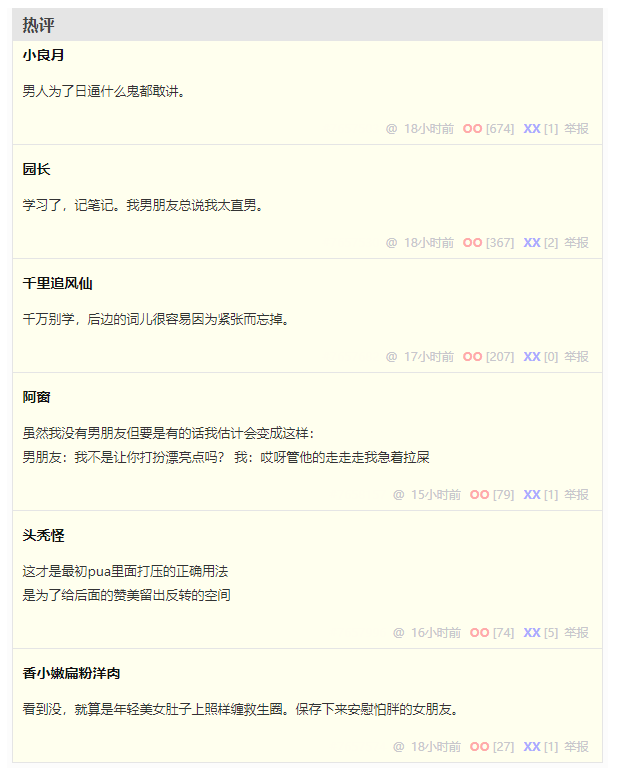 热评
小良月
男人为了日逼什么鬼都敢讲。
@ 18小时前 OO [674] XX [1] 举报
园长
学习了，记笔记。我男朋友总说我太直男。
@ 18小时前 OO [367] XX [2] 举报
千里追风仙
千万别学，后边的词儿很容易因为紧张而忘掉。
@ 17小时前 OO [207] XX [0] 举报
阿窗
虽然我没有男朋友但要是有的话我估计会变成这样：
男朋友：我不是让你打扮漂亮点吗？ 我：哎呀管他的走走走我急着拉屎
@ 15小时前 OO [79] XX [1] 举报
头秃怪
这才是最初pua里面打压的正确用法
是为了给后面的赞美留出反转的空间
@ 16小时前 OO [74] XX [5] 举报
香小嫩扁粉洋肉
看到没，就算是年轻美女肚子上照样缠救生圈。保存下来安慰怕胖的女朋友。
@ 18小时前 OO [27] XX [1] 举报